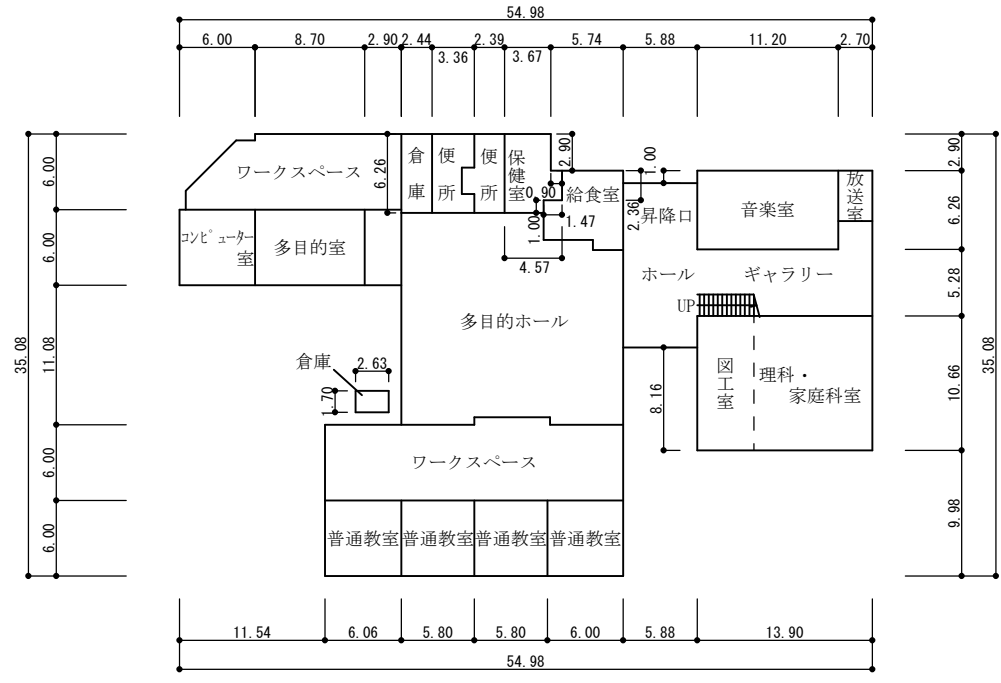 54.98
6.00 8.70 2.90 2.44 2.39 5.74 5.88 11.20 2.70
3.36 3.67
6.00
6.00
11.08
6.00
6.00
35.08
ワークスペース
6.26
倉庫
便所
便所
保健室
2.90
0.90
給食室
1.00
2.36
昇降口
音楽室
放送室
コンピューター室
多目的室
1.00
1.47
4.57
ホール
ギャラリー
UP
多目的ホール
倉庫
2.63
1.70
8.16
図工室
理科・
家庭科室
ワークスペース
普通教室 普通教室 普通教室 普通教室
2.90
6.26
5.28
10.66
9.98
35.08
11.54 6.06 5.80 5.80 6.00 5.88 13.90
54.98